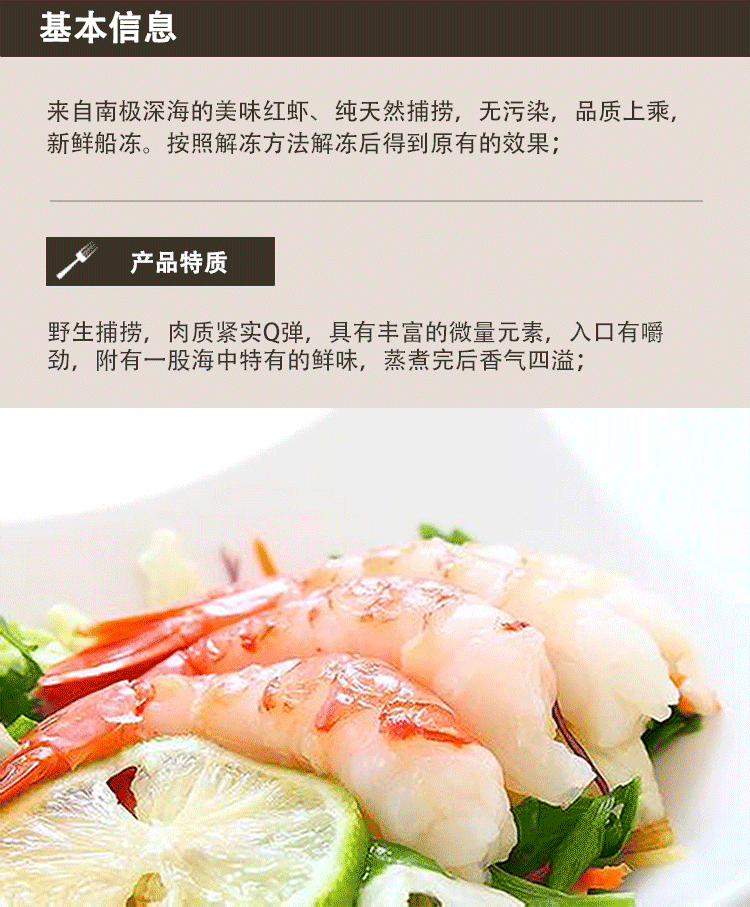 基本信息
来自南极深海的美味红虾、纯天然捕捞，无污染，品质上乘，
新鲜船冻。按照解冻方法解冻后得到原有的效果；
产品特质
野生捕捞，肉质紧实Q弹，具有丰富的微量元素，入口有嚼
劲，附有一股海中特有的鲜味，蒸煮完后香气四溢；